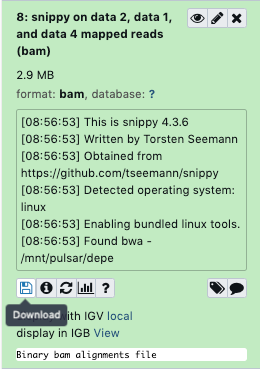 8: snippy on data 2, data 1,
and data 4 mapped reads
(bam)
2.9 MB
format: bam, database: ?
[08:56:53] This is snippy 4.3.6
[08:56:53] Written by Torsten Seemann
[08:56:53] Obtained from
https://github.com/tseemann/snippy
[08:56:53] Detected operating system:
linux
[08:56:53] Enabling bundled linux tools.
[08:56:53] Found bwa -
/mnt/pulsar/depe
Download
with IGV local
display in IGB View
Binary bam alignments file